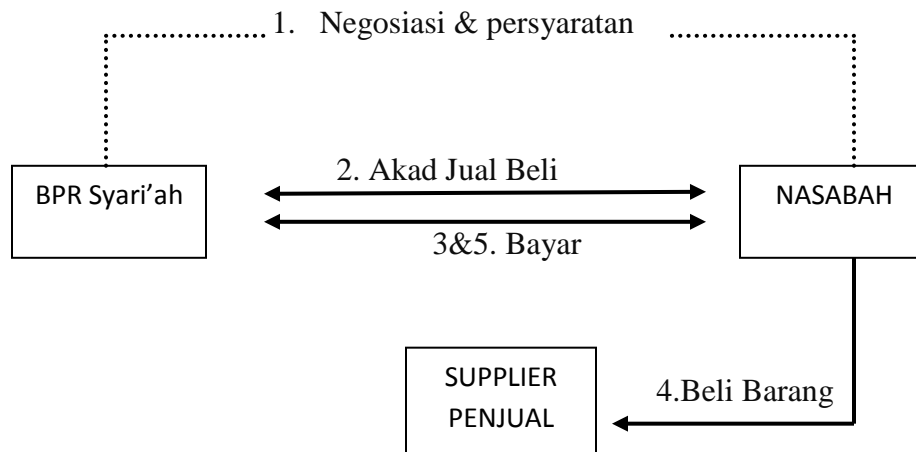 1. Negosiasi & persyaratan
BPR Syari’ah
2. Akad Jual Beli
NASABAH
3&5. Bayar
SUPPLIER
PENJUAL
4.Beli Barang